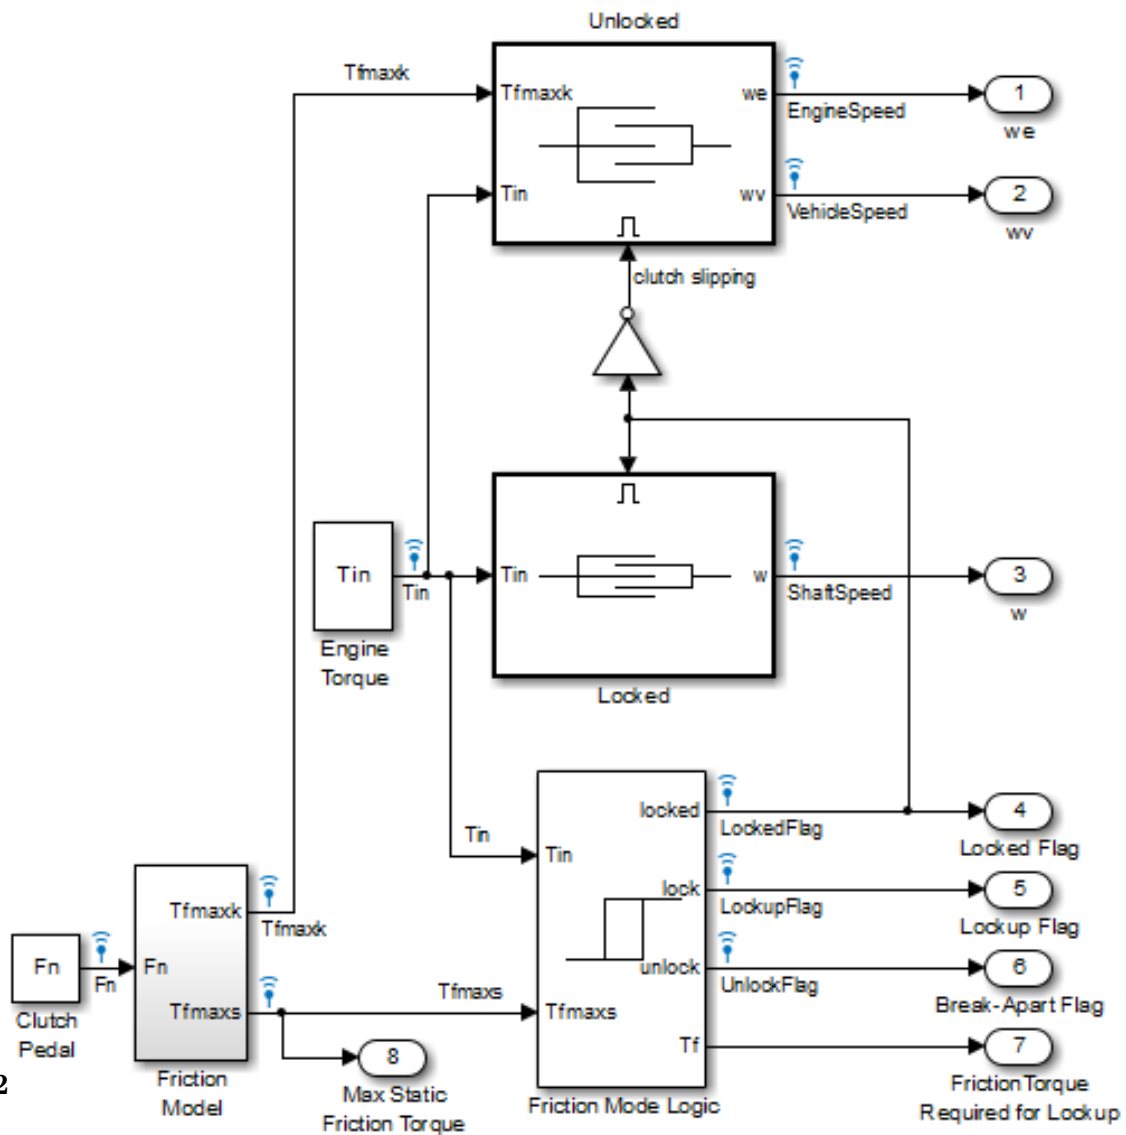 Unlocked
Tfmaxk
Tfmaxk
we
EngineSpeed
1
we
Tin
wv
VehicleSpeed
2
wv
clutch slipping
Tin
Tin
Engine
Torque
Tin
w
ShaftSpeed
3
w
Locked
locked
LockedFlag
4
Locked Flag
Tin
Tin
lock
LockupFlag
5
Lockup Flag
unlock
UnlockFlag
6
Break-Apart Flag
Tfmaxs
Tf
7
Friction Torque
Required for Lockup
Friction Mode Logic
Fn
Fn
Clutch
Pedal
Fn
Tfmaxk
Tfmaxk
Tfmaxs
Tfmaxs
Friction
Model
8
Max Static
Friction Torque
2